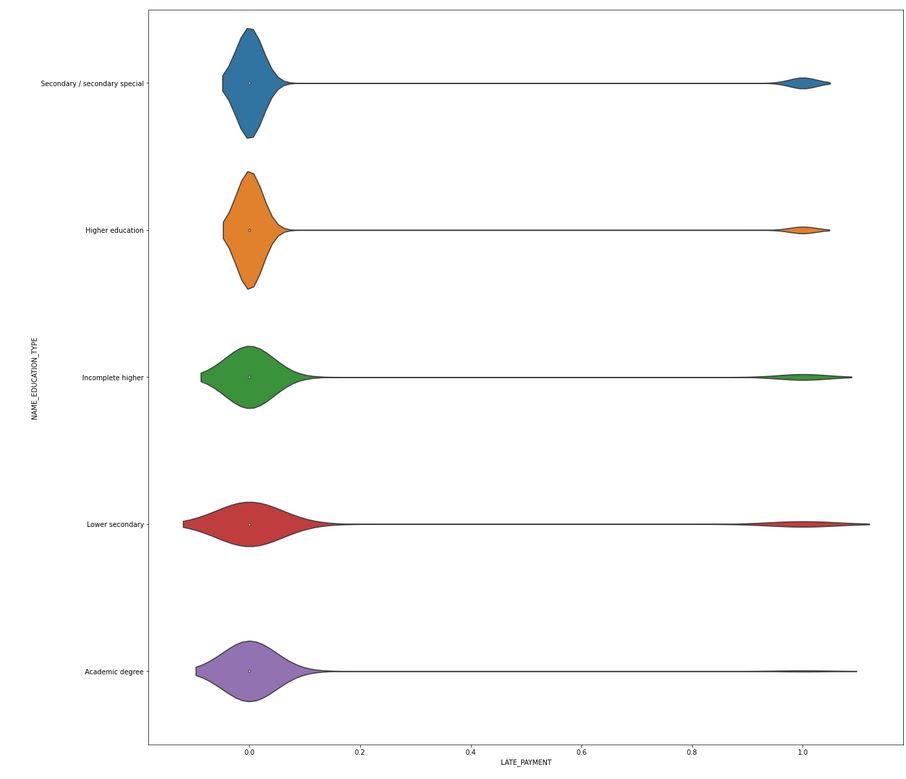 Secondary / secondary special
Higher education
Incomplete higher
Lower secondary
Academic degree
NAME_EDUCATION_TYPE
0.0 0.2 0.4 0.6 0.8 1.0
LATE_PAYMENT